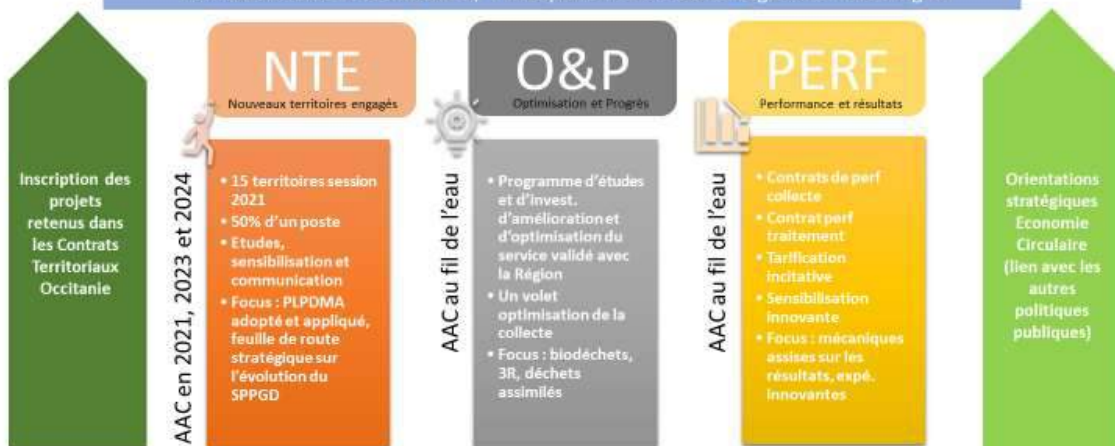 NTE
Nouveaux territoires engagés
O&P
Optimisation et Progrès
PERF
Performance et résultats
Inscription des
projets
retenus dans
les Contrats
Territoriaux
Occitanie
AAC en 2021, 2023 et 2024
• 15 territoires session
2021
• 50% d'un poste
• Etudes,
sensibilisation et
communication
• Focus : PLPDMA
adopté et appliqué,
feuille de route
stratégique sur
l'évolution du
SPPGD
AAC au fil de l'eau
• Programme d'études
et d'invest.
d'amélioration et
d'optimisation du
service validé avec
la Région
• Un volet
optimisation de la
collecte
• Focus : biodéchets,
3R, déchets
assimilés
AAC au fil de l'eau
• Contrats de perf
collecte
• Contrat perf
traitement
• Tarification
incitative
• Sensibilisation
innovante
• Focus : mécaniques
assises sur les
résultats, expé.
innovantes
Orientations
stratégiques
Economie
Circulaire
(lien avec les
autres
politiques
publiques)